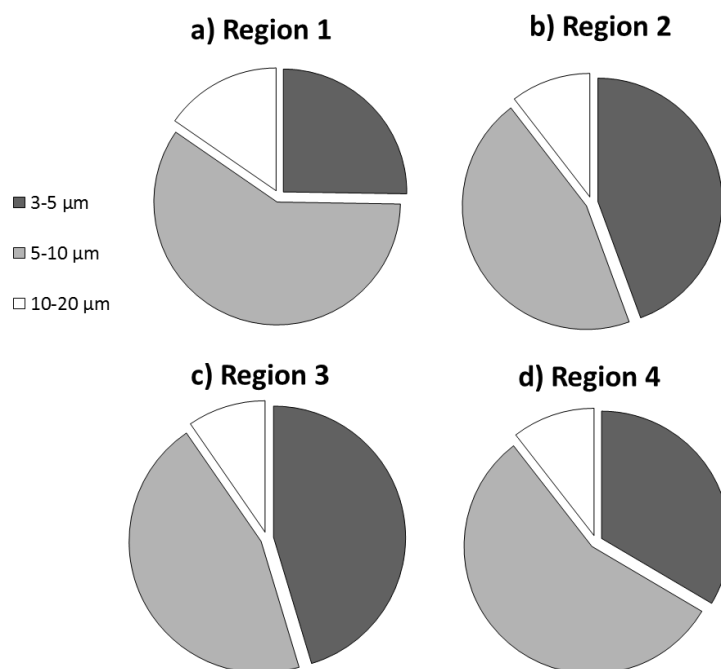 a) Region 1
b) Region 2
3-5 µm
5-10 µm
10-20 µm
c) Region 3
d) Region 4